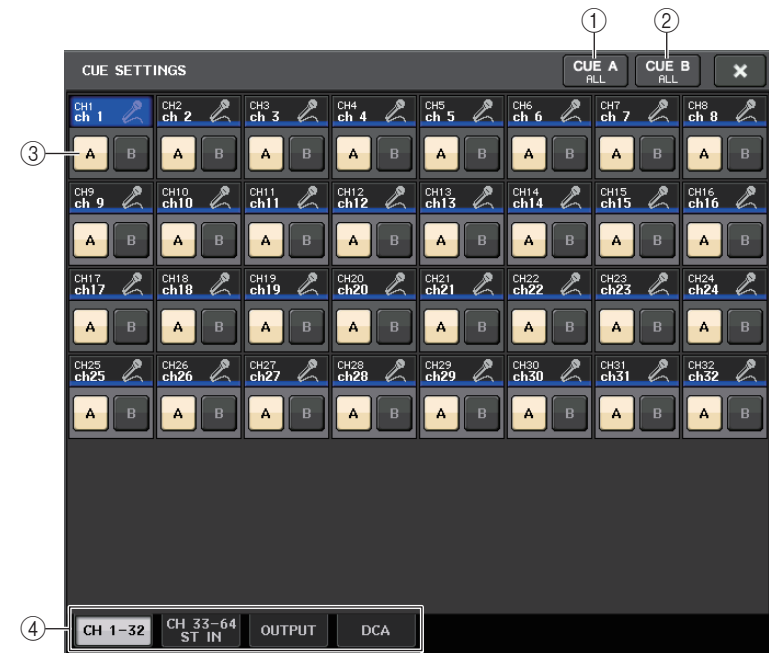 ① ②
CUE SETTINGS CUE A ALL CUE B ALL ×
CH1 CH2 CH3 CH4 CH5 CH6 CH7 CH8
ch 1 ch 2 ch 3 ch 4 ch 5 ch 6 ch 7 ch 8
③ A B A B A B A B A B A B A B A B
CH9 CH10 CH11 CH12 CH13 CH14 CH15 CH16
ch 9 ch10 ch11 ch12 ch13 ch14 ch15 ch16
A B A B A B A B A B A B A B A B
CH17 CH18 CH19 CH20 CH21 CH22 CH23 CH24
ch17 ch18 ch19 ch20 ch21 ch22 ch23 ch24
A B A B A B A B A B A B A B A B
CH25 CH26 CH27 CH28 CH29 CH30 CH31 CH32
ch25 ch26 ch27 ch28 ch29 ch30 ch31 ch32
A B A B A B A B A B A B A B A B
④ CH 1-32 CH 33-64 ST IN OUTPUT DCA